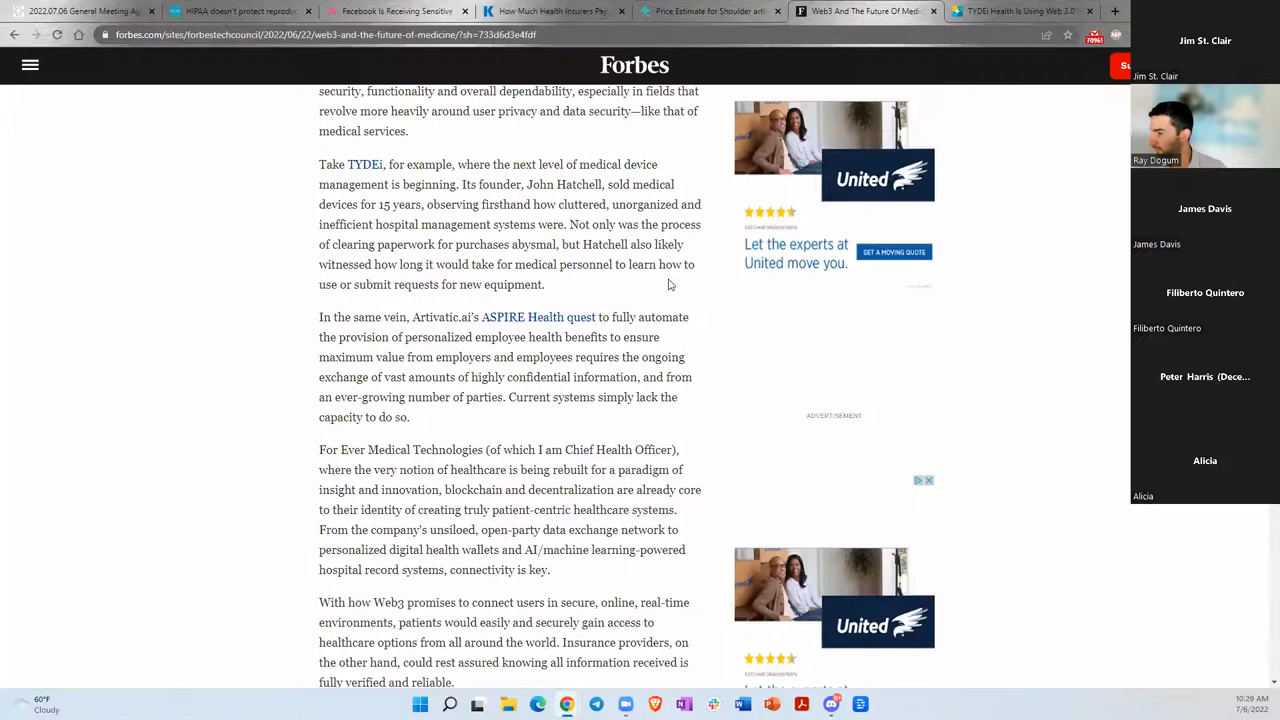 2022.07.06 General Meeting Ag
HIPAA doesn't protect reproduc
Facebook Is Receiving Sensitive
How Much Health Insurers Pay
Price Estimate for Shoulder art
Web3 And The Future Of Medi
TYDEi Health Is Using Web 3.0
forbes.com/sites/forbestechcouncil/2022/06/22/web3-and-the-future-of-medicine/?sh=733d6d3e4fdf
Forbes
security, functionality and overall dependability, especially in fields that
revolve more heavily around user privacy and data security—like that of
medical services.
Take TYDEi, for example, where the next level of medical device
management is beginning. Its founder, John Hatchell, sold medical
devices for 15 years, observing firsthand how cluttered, unorganized and
inefficient hospital management systems were. Not only was the process
of clearing paperwork for purchases abysmal, but Hatchell also likely
witnessed how long it would take for medical personnel to learn how to
use or submit requests for new equipment.
In the same vein, Artivatic.ai's ASPIRE Health quest to fully automate
the provision of personalized employee health benefits to ensure
maximum value from employers and employees requires the ongoing
exchange of vast amounts of highly confidential information, and from
an ever-growing number of parties. Current systems simply lack the
capacity to do so.
For Ever Medical Technologies (of which I am Chief Health Officer),
where the very notion of healthcare is being rebuilt for a paradigm of
insight and innovation, blockchain and decentralization are already core
to their identity of creating truly patient-centric healthcare systems.
From the company's unsiloed, open-party data exchange network to
personalized digital health wallets and AI/machine learning-powered
hospital record systems, connectivity is key.
With how Web3 promises to connect users in secure, online, real-time
environments, patients would easily and securely gain access to
healthcare options from all around the world. Insurance providers, on
the other hand, could rest assured knowing all information received is
fully verified and reliable.
United
Let the experts at
United move you.
GET A MOVING QUOTE
ADVERTISEMENT
United
Jim St. Clair
Jim St. Clair
Ray Dogum
James Davis
James Davis
Filiberto Quintero
Filiberto Quintero
Peter Harris (Dece...
Alicia
Alicia
60°F
Cloudy
10:29 AM
7/6/2022